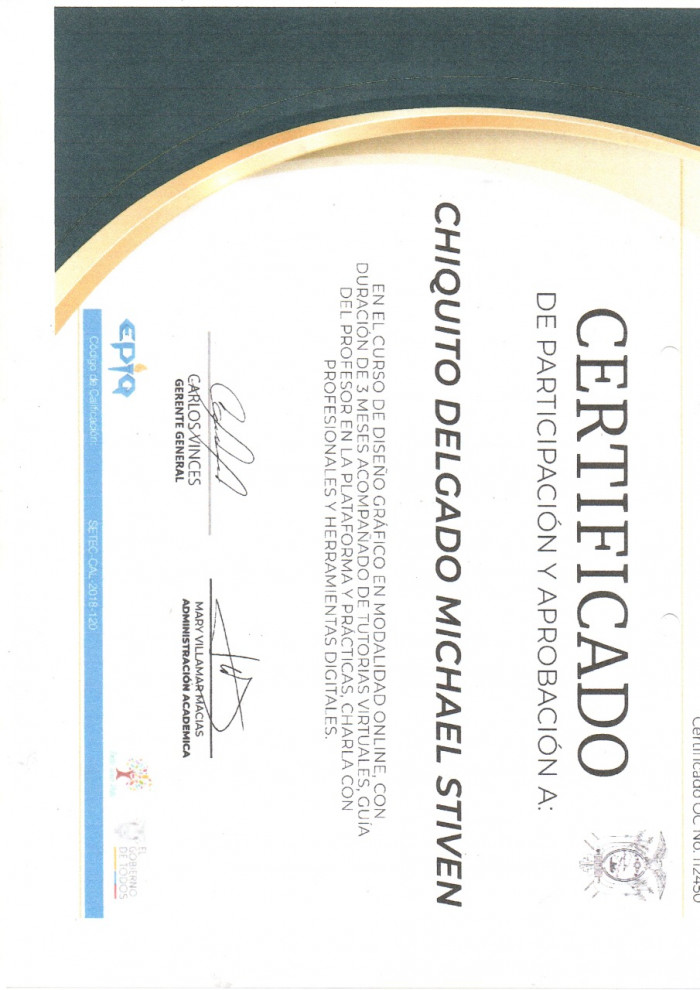 Certificado OC No. 112450
CERTIFICADO
DE PARTICIPACIÓN Y APROBACIÓN A:
CHIQUITO DELGADO MICHAEL STIVEN
EN EL CURSO DE DISEÑO GRÁFICO EN MODALIDAD ONLINE, CON
DURACIÓN DE 3 MESES ACOMPAÑADO DE TUTORIAS VIRTUALES, GUÍA
DEL PROFESOR EN LA PLATAFORMA Y PRÁCTICAS, CHARLA CON
PROFESIONALES Y HERRAMIENTAS DIGITALES.
CARLOS VINCES
GERENTE GENERAL
MARY VILLAMAR MACIAS
ADMINISTRACIÓN ACADEMICA
EL
GOBIERNO
DE TODOS
Código de Calificación: SETEC-CAL-2018-120